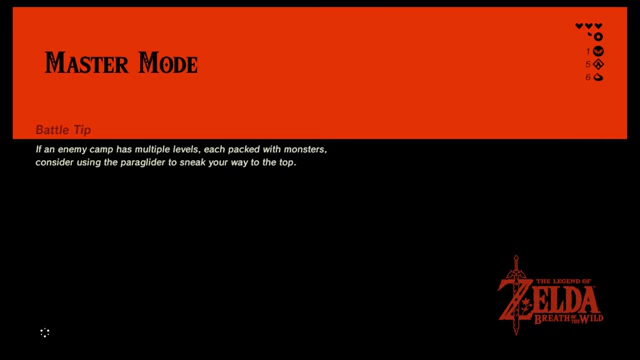 Master Mode
1
5
6
Battle Tip
If an enemy camp has multiple levels, each packed with monsters,
consider using the paraglider to sneak your way to the top.
THE LEGEND OF
ZELDA
BREATH OF THE WILD